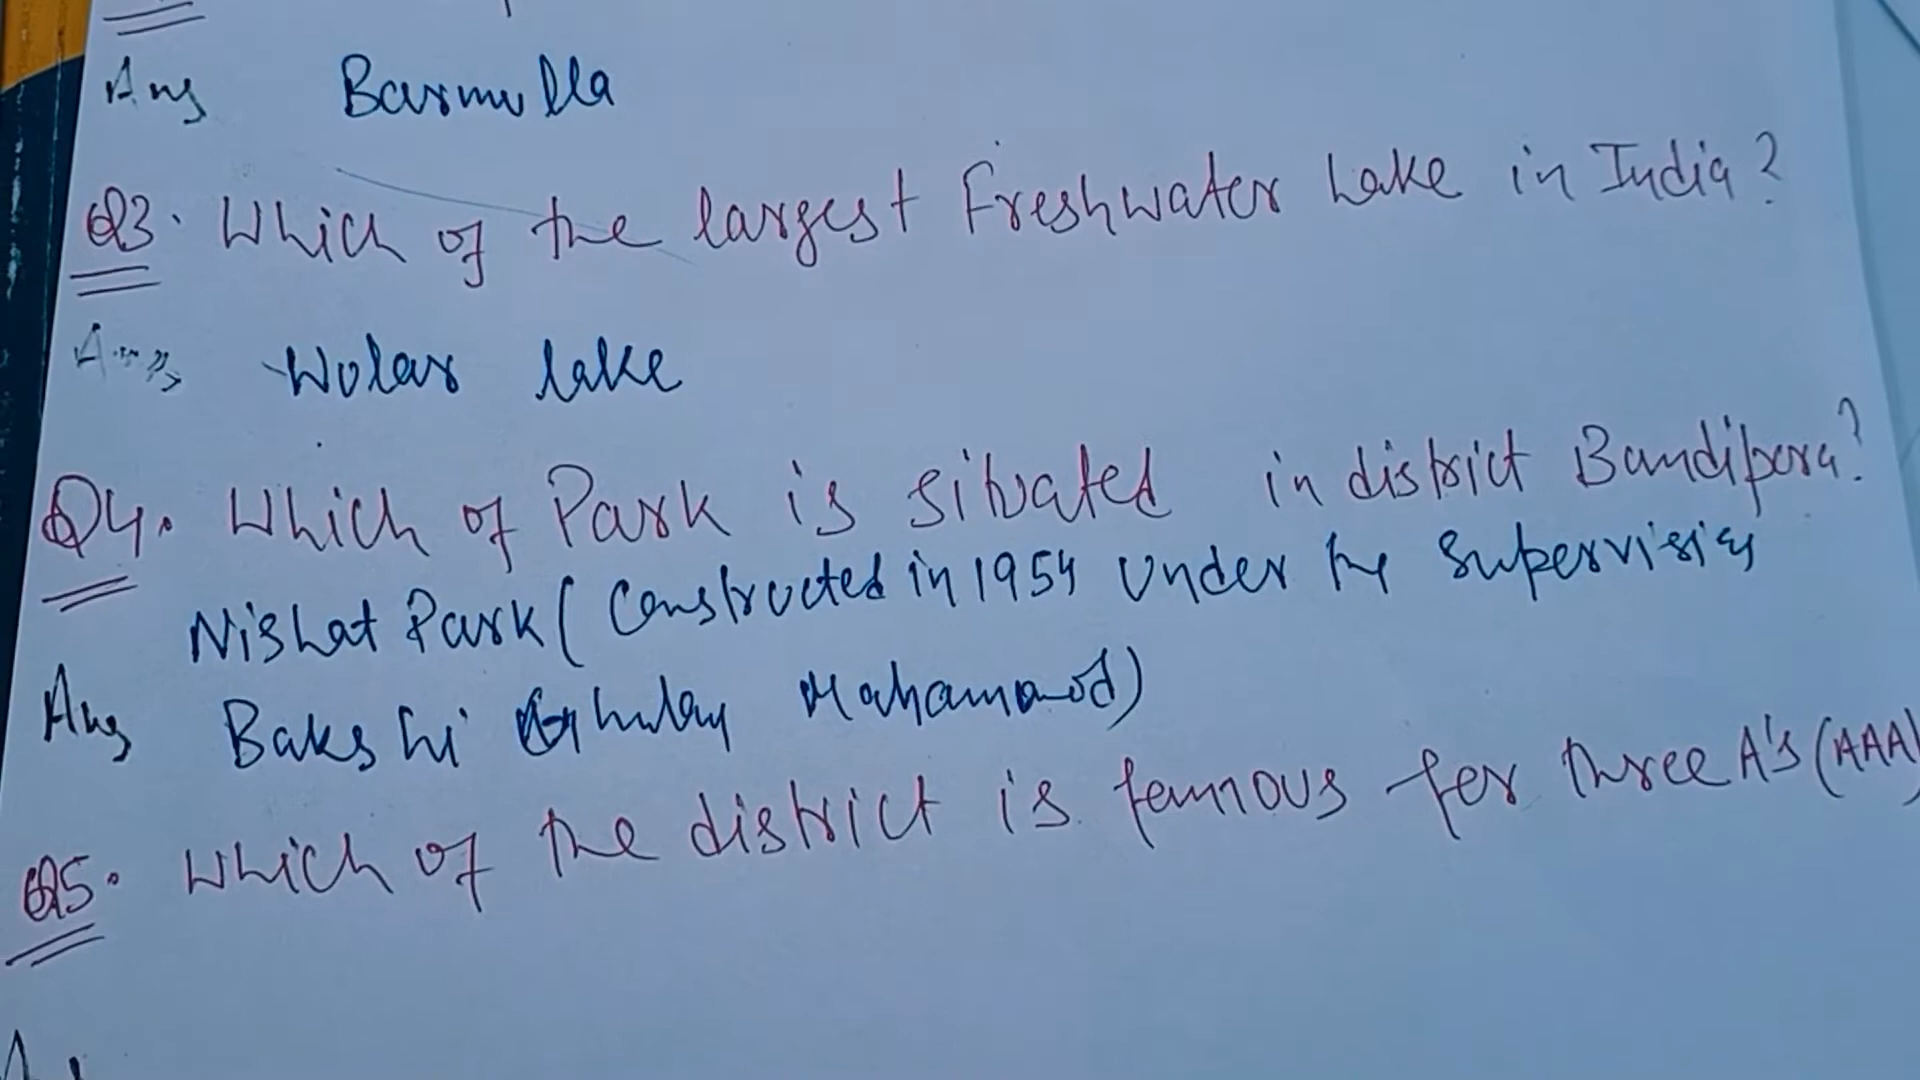 Ans Barmulla
Q3. Which of the largest Freshwater Lake in India?
Ans Wular lake
Q4. Which of Park is situated in district Bandipora?
Nishat Park (Constructed in 1954 under the Supervision
Ans Bakshi Ghulam Mohammad)
Q5. Which of the district is famous for three A's (AAA)